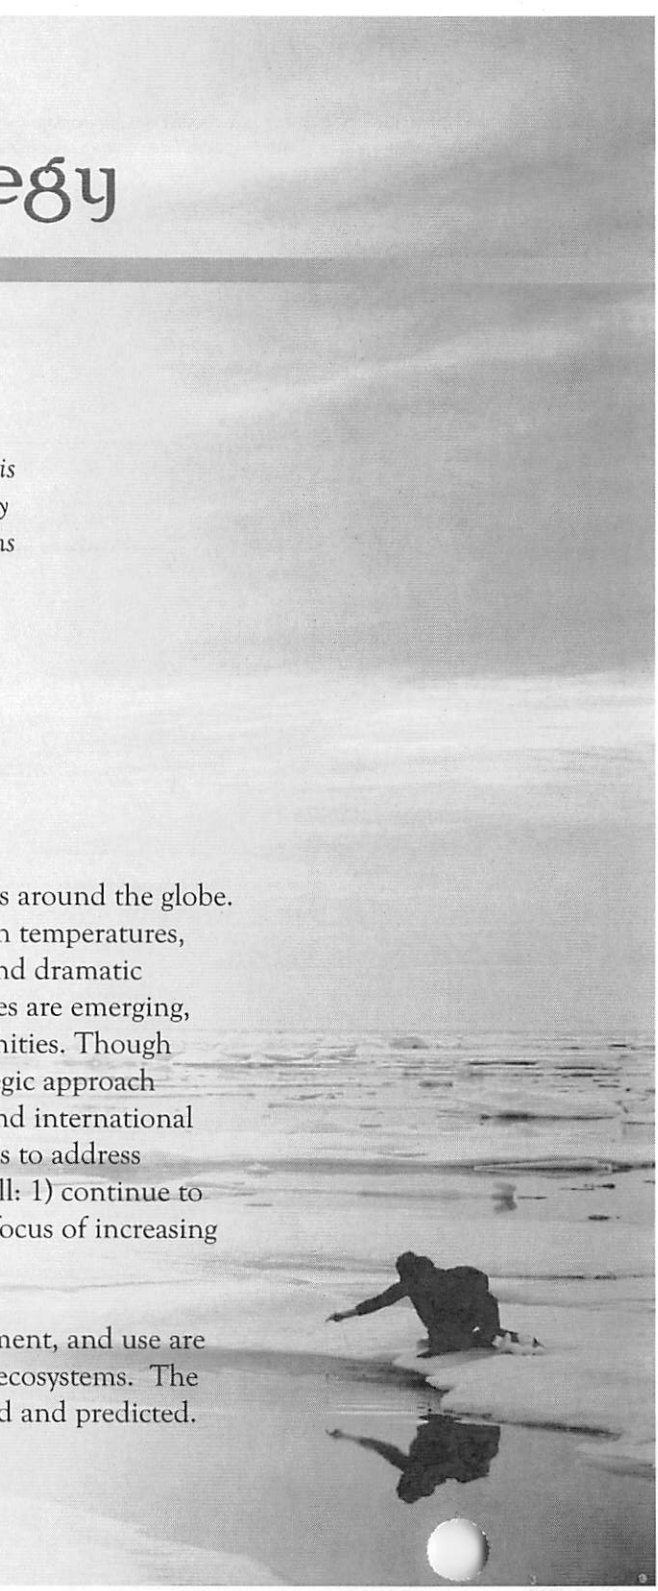 egy
is
y
ns
s around the globe.
n temperatures,
nd dramatic
es are emerging,
nities. Though
egic approach
nd international
s to address
ll: 1) continue to
ocus of increasing
ment, and use are
ecosystems. The
d and predicted.